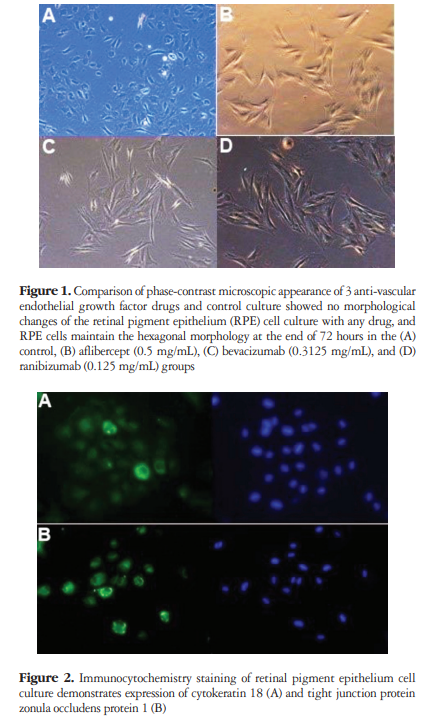 A
B
C
D
Figure 1. Comparison of phase-contrast microscopic appearance of 3 anti-vascular
endothelial growth factor drugs and control culture showed no morphological
changes of the retinal pigment epithelium (RPE) cell culture with any drug, and
RPE cells maintain the hexagonal morphology at the end of 72 hours in the (A)
control, (B) aflibercept (0.5 mg/mL), (C) bevacizumab (0.3125 mg/mL), and (D)
ranibizumab (0.125 mg/mL) groups
A
B
Figure 2. Immunocytochemistry staining of retinal pigment epithelium cell
culture demonstrates expression of cytokeratin 18 (A) and tight junction protein
zonula occludens protein 1 (B)